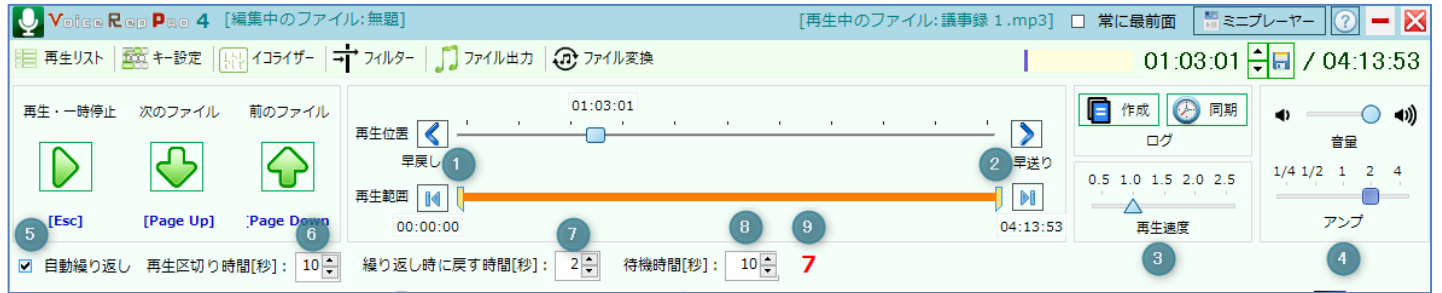 Voice Rep Pro 4 [編集中のファイル:無題] [再生中のファイル:議事録 1.mp3] 常に最前面 ミニプレーヤー ?
再生リスト キー設定 イコライザー フィルター ファイル出力 ファイル変換 01:03:01 / 04:13:53
再生・一時停止 次のファイル 前のファイル
[Esc] [Page Up] [Page Down
01:03:01
再生位置
早戻し 1 2 早送り
再生範囲
00:00:00 04:13:53
作成 同期
ログ
0.5 1.0 1.5 2.0 2.5
再生速度
3
音量
1/4 1/2 1 2 4
アンプ
4
5 6 7 8 9
自動繰り返し 再生区切り時間[秒]: 10 繰り返し時に戻す時間[秒]: 2 待機時間[秒]: 10 7